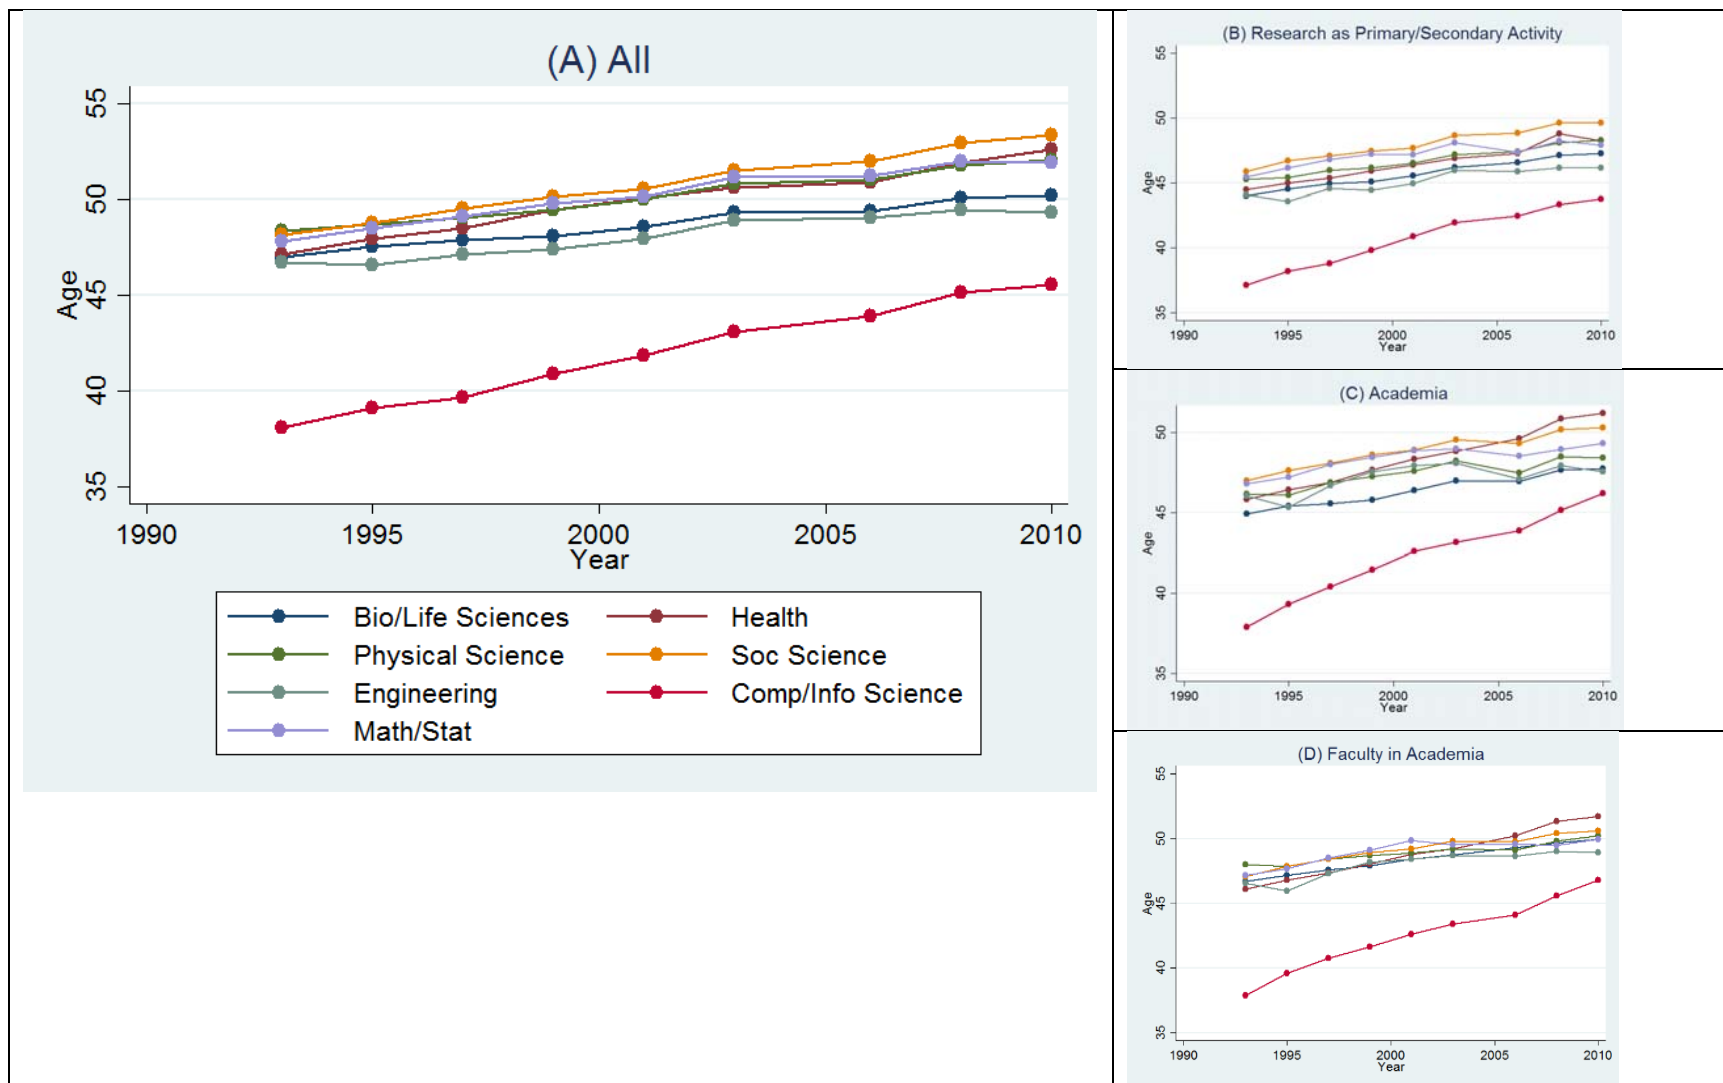 (A) All
55
50
45
40
35
Age
1990 1995 2000 2005 2010
Year
Bio/Life Sciences Health
Physical Science Soc Science
Engineering Comp/Info Science
Math/Stat
(B) Research as Primary/Secondary Activity
55
50
45
40
35
Age
1990 1995 2000 2005 2010
Year
(C) Academia
50
45
40
35
Age
1990 1995 2000 2005 2010
Year
(D) Faculty in Academia
55
50
45
40
35
Age
1990 1995 2000 2005 2010
Year